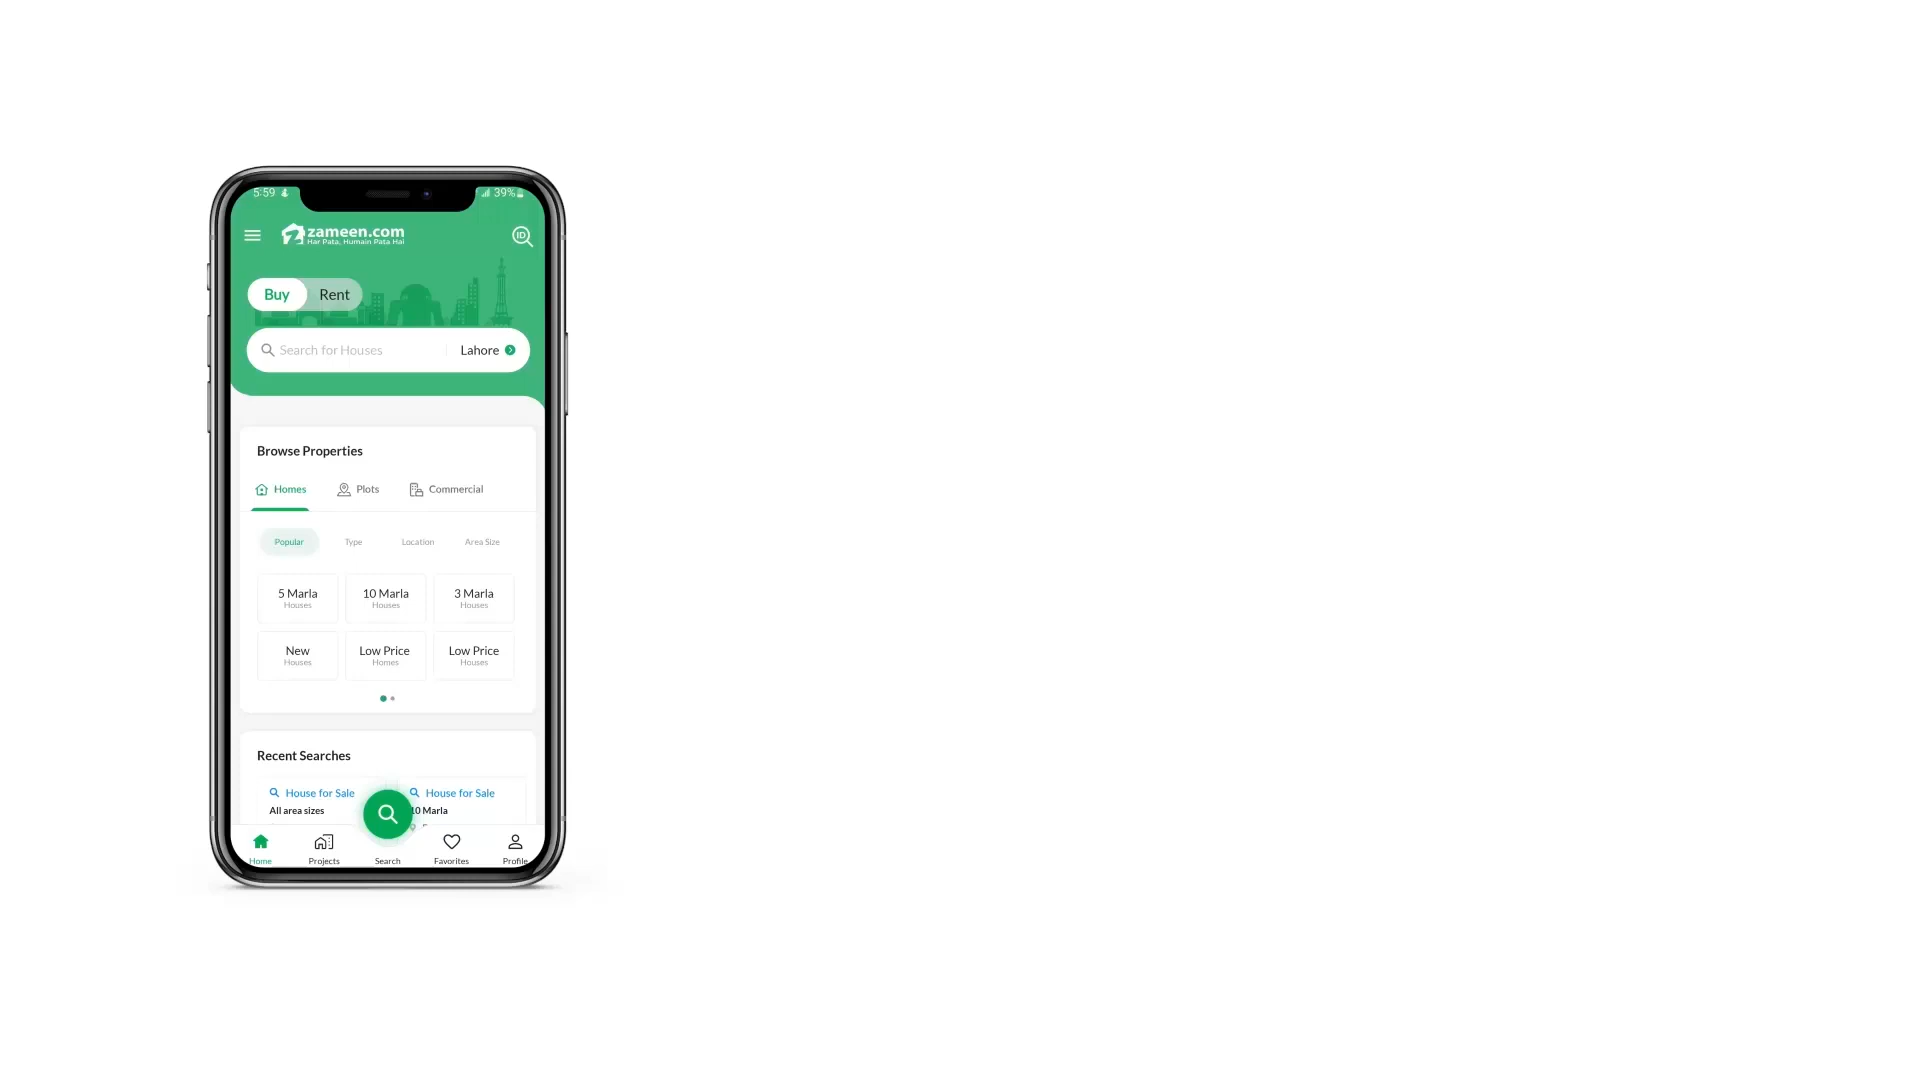 5:59
39%
zameen.com
Har Pata, Humain Pata Hai
ID
Buy Rent
Search for Houses Lahore
Browse Properties
Homes Plots Commercial
Popular Type Location Area Size
5 Marla 10 Marla 3 Marla
Houses Houses Houses
New Low Price Low Price
Houses Homes Houses
Recent Searches
House for Sale House for Sale
All area sizes 10 Marla
Home Projects Search Favorites Profile